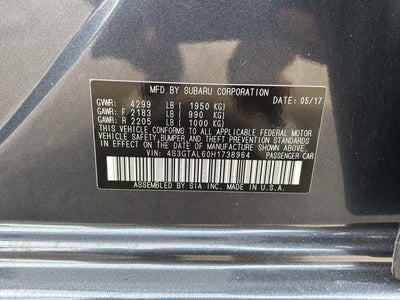 MFD BY SUBARU CORPORATION
GVWR: 4299 LB ( 1950 KG) DATE: 05/17
GAWR: F 2183 LB ( 990 KG)
GAWR: R 2205 LB ( 1000 KG)
THIS VEHICLE CONFORMS TO ALL APPLICABLE FEDERAL MOTOR
VEHICLE SAFETY, BUMPER, AND THEFT PREVENTION STANDARDS
IN EFFECT ON THE DATE OF MANUFACTURE SHOWN ABOVE.
VIN: 4S3GTAL60H1738964 PASSENGER CAR
ASSEMBLED BY SIA INC. MADE IN U.S.A.